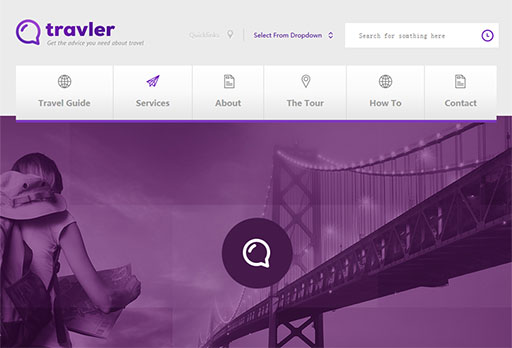 travler
Get the advice you need about travel
Quicklinks
Select From Dropdown
Search for somthing here
Travel Guide
Services
About
The Tour
How To
Contact